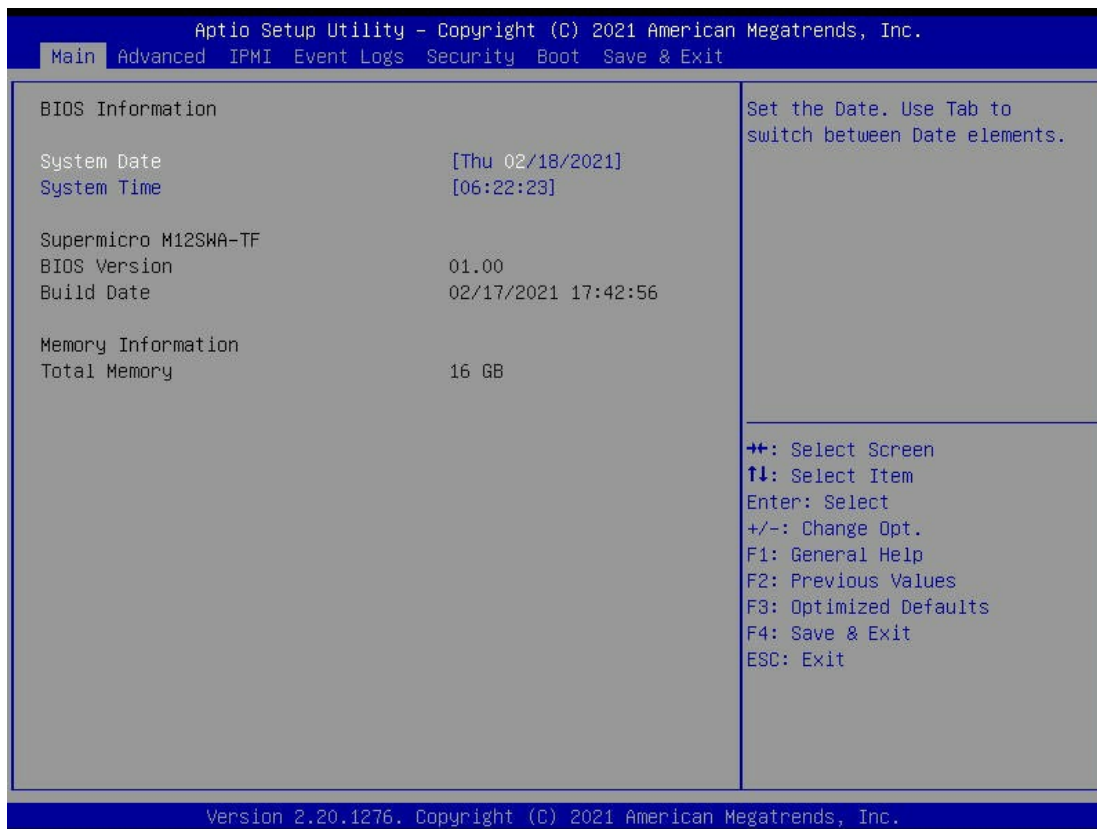 Aptio Setup Utility – Copyright (C) 2021 American Megatrends, Inc.
Main Advanced IPMI Event Logs Security Boot Save & Exit
BIOS Information
System Date [Thu 02/18/2021]
System Time [06:22:23]
Supermicro M12SWA-TF
BIOS Version 01.00
Build Date 02/17/2021 17:42:56
Memory Information
Total Memory 16 GB
Set the Date. Use Tab to
switch between Date elements.
→←: Select Screen
↑↓: Select Item
Enter: Select
+/-: Change Opt.
F1: General Help
F2: Previous Values
F3: Optimized Defaults
F4: Save & Exit
ESC: Exit
Version 2.20.1276. Copyright (C) 2021 American Megatrends, Inc.